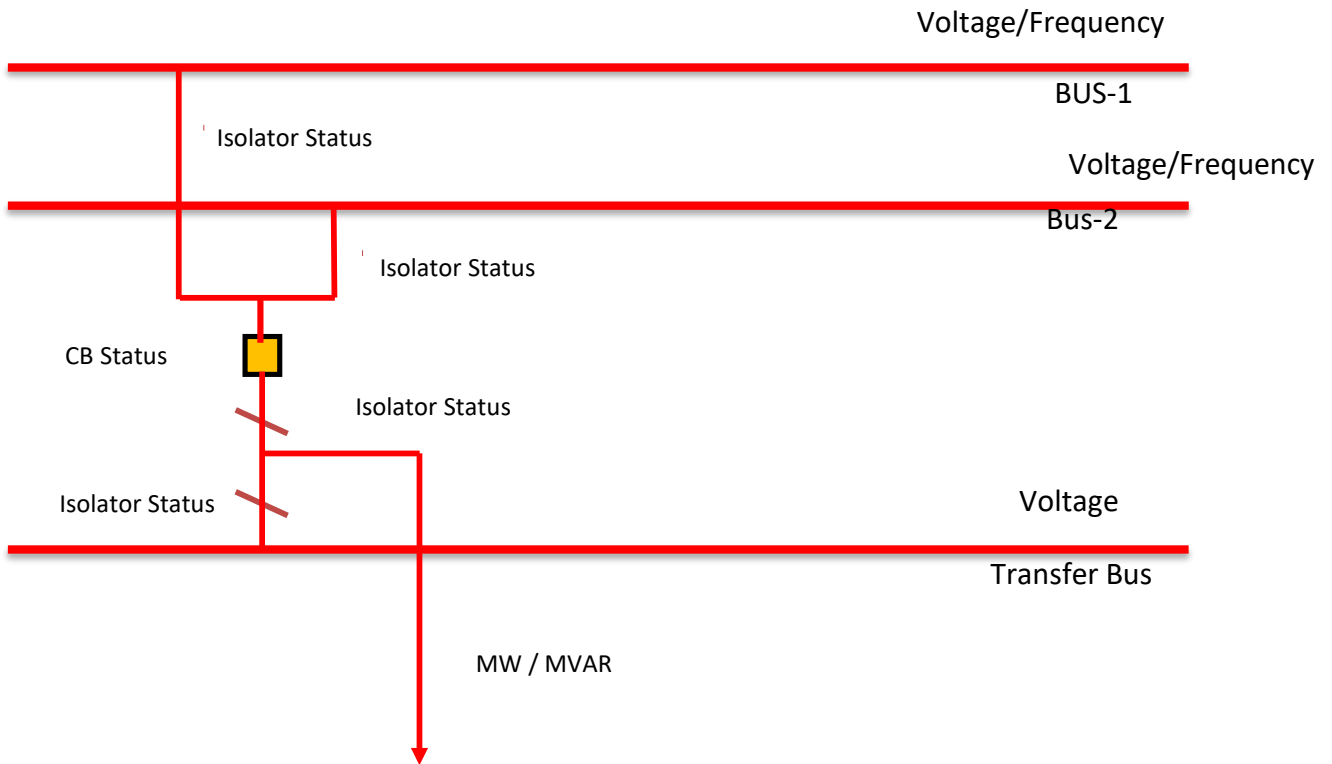 Voltage/Frequency
BUS-1
Isolator Status
Voltage/Frequency
Bus-2
Isolator Status
CB Status
Isolator Status
Isolator Status
Voltage
Transfer Bus
MW / MVAR